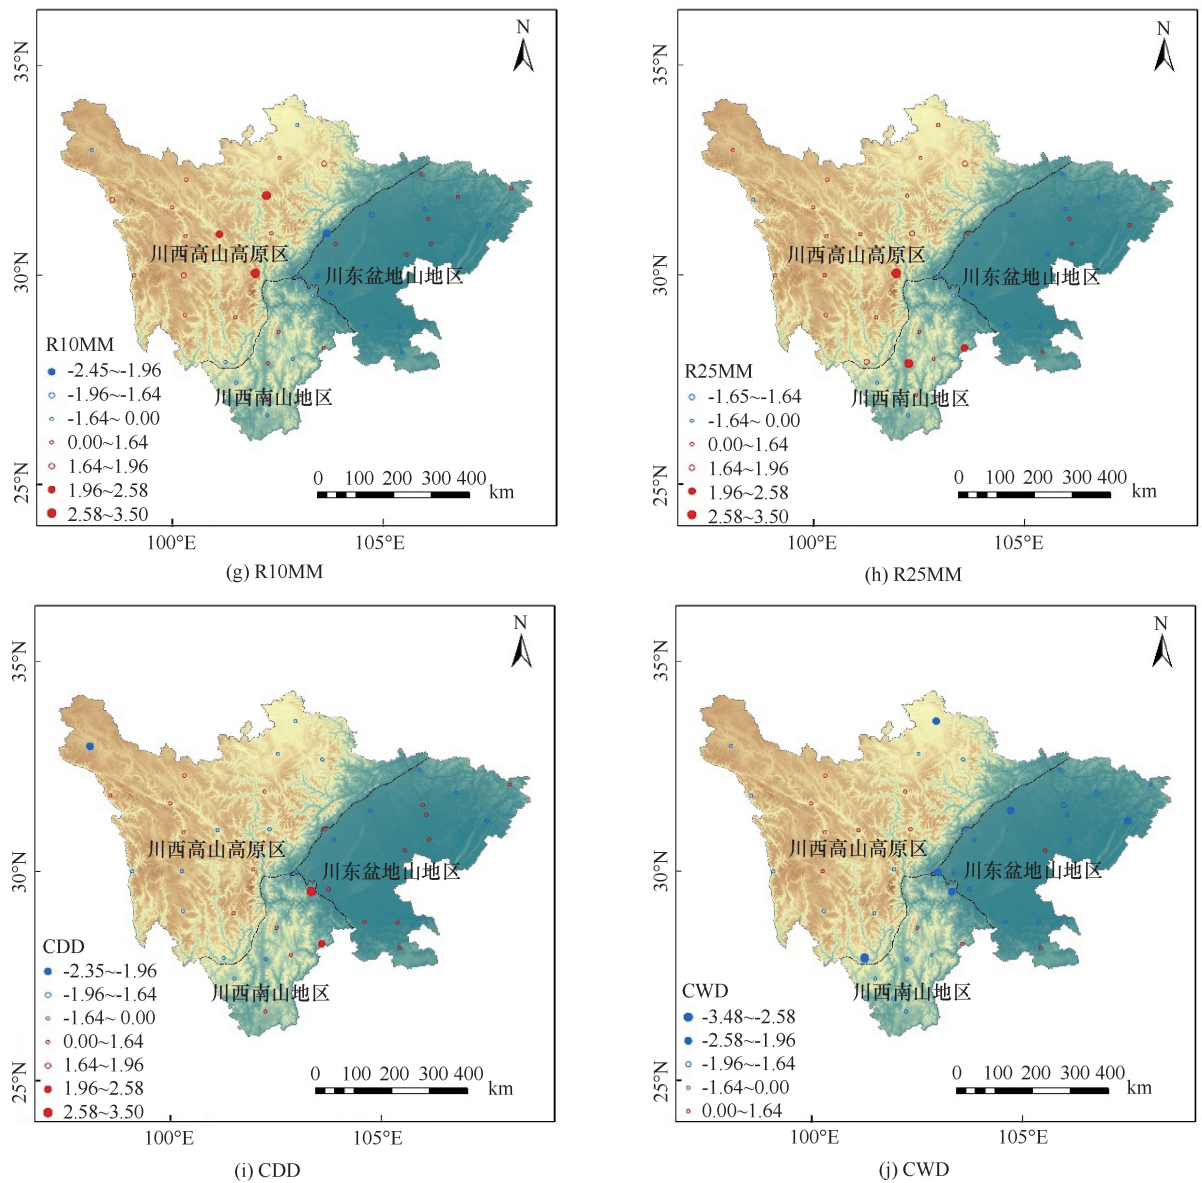 N
35°N
30°N
25°N
川西高山高原区
川东盆地山地区
川西南山地区
R10MM
-2.45~-1.96
-1.96~-1.64
-1.64~ 0.00
0.00~1.64
1.64~1.96
1.96~2.58
2.58~3.50
0 100 200 300 400
km
100°E
105°E
(g) R10MM
N
35°N
30°N
25°N
川西高山高原区
川东盆地山地区
川西南山地区
R25MM
-1.65~-1.64
-1.64~ 0.00
0.00~1.64
1.64~1.96
1.96~2.58
2.58~3.50
0 100 200 300 400
km
100°E
105°E
(h) R25MM
N
35°N
30°N
25°N
川西高山高原区
川东盆地山地区
川西南山地区
CDD
-2.35~-1.96
-1.96~-1.64
-1.64~ 0.00
0.00~1.64
1.64~1.96
1.96~2.58
2.58~3.50
0 100 200 300 400
km
100°E
105°E
(i) CDD
N
35°N
30°N
25°N
川西高山高原区
川东盆地山地区
川西南山地区
CWD
-3.48~-2.58
-2.58~-1.96
-1.96~-1.64
-1.64~0.00
0.00~1.64
0 100 200 300 400
km
100°E
105°E
(j) CWD